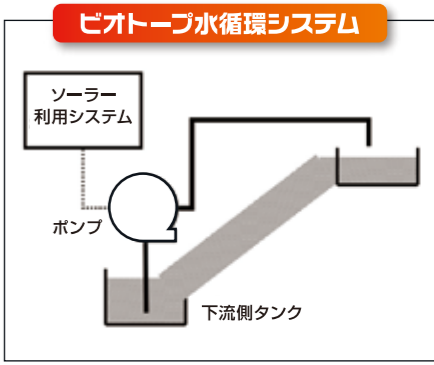 ビオトープ水循環システム
ソーラー
利用システム
ポンプ
下流側タンク